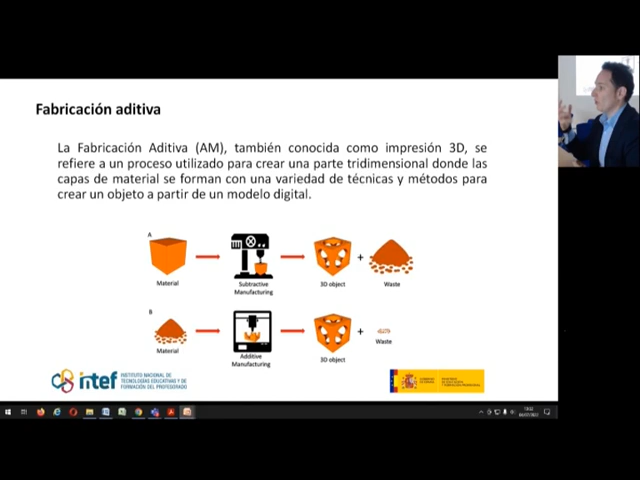 Fabricación aditiva
La Fabricación Aditiva (AM), también conocida como impresión 3D, se
refiere a un proceso utilizado para crear una parte tridimensional donde las
capas de material se forman con una variedad de técnicas y métodos para
crear un objeto a partir de un modelo digital.
A
Material
Subtractive
Manufacturing
3D object
+
Waste
B
Material
Additive
Manufacturing
3D object
+
Waste
intef
INSTITUTO NACIONAL DE
TECNOLOGÍAS EDUCATIVAS Y DE
FORMACIÓN DEL PROFESORADO
GOBIERNO
DE ESPAÑA
MINISTERIO
DE EDUCACIÓN
Y FORMACIÓN PROFESIONAL